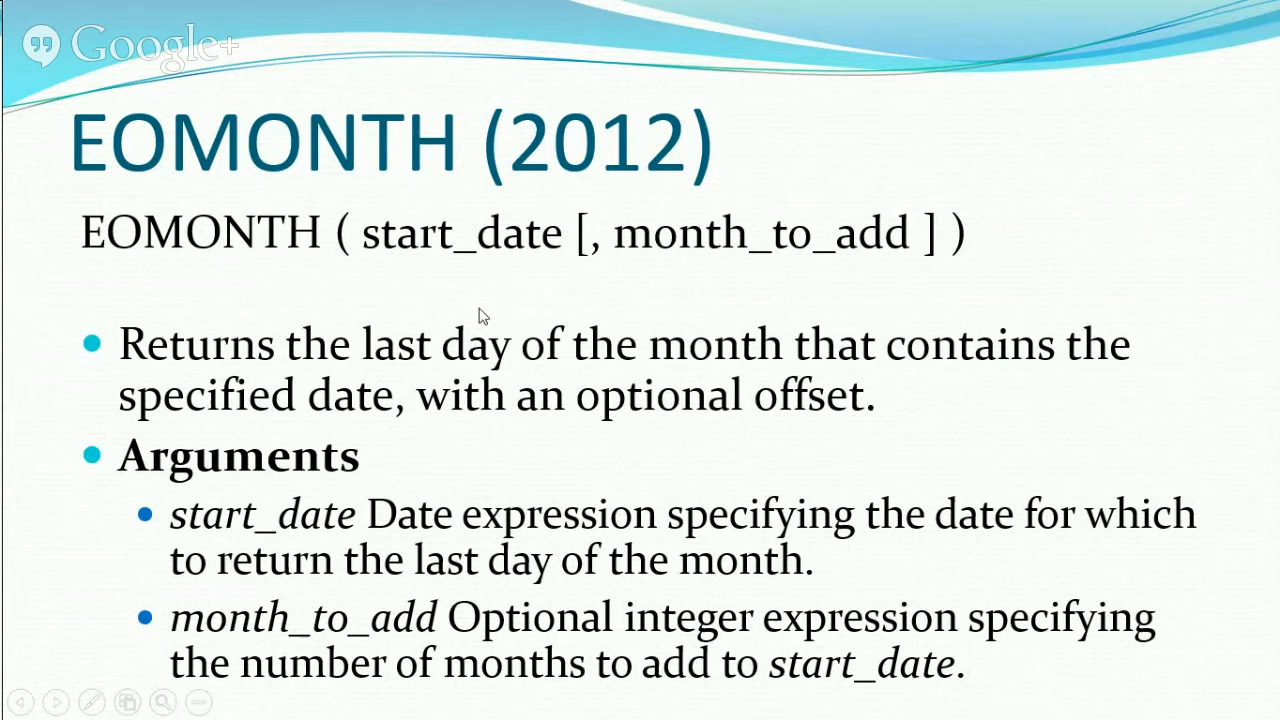 Google+
EOMONTH (2012)
EOMONTH ( start_date [, month_to_add ] )
Returns the last day of the month that contains the
specified date, with an optional offset.
Arguments
start_date Date expression specifying the date for which
to return the last day of the month.
month_to_add Optional integer expression specifying
the number of months to add to start_date.